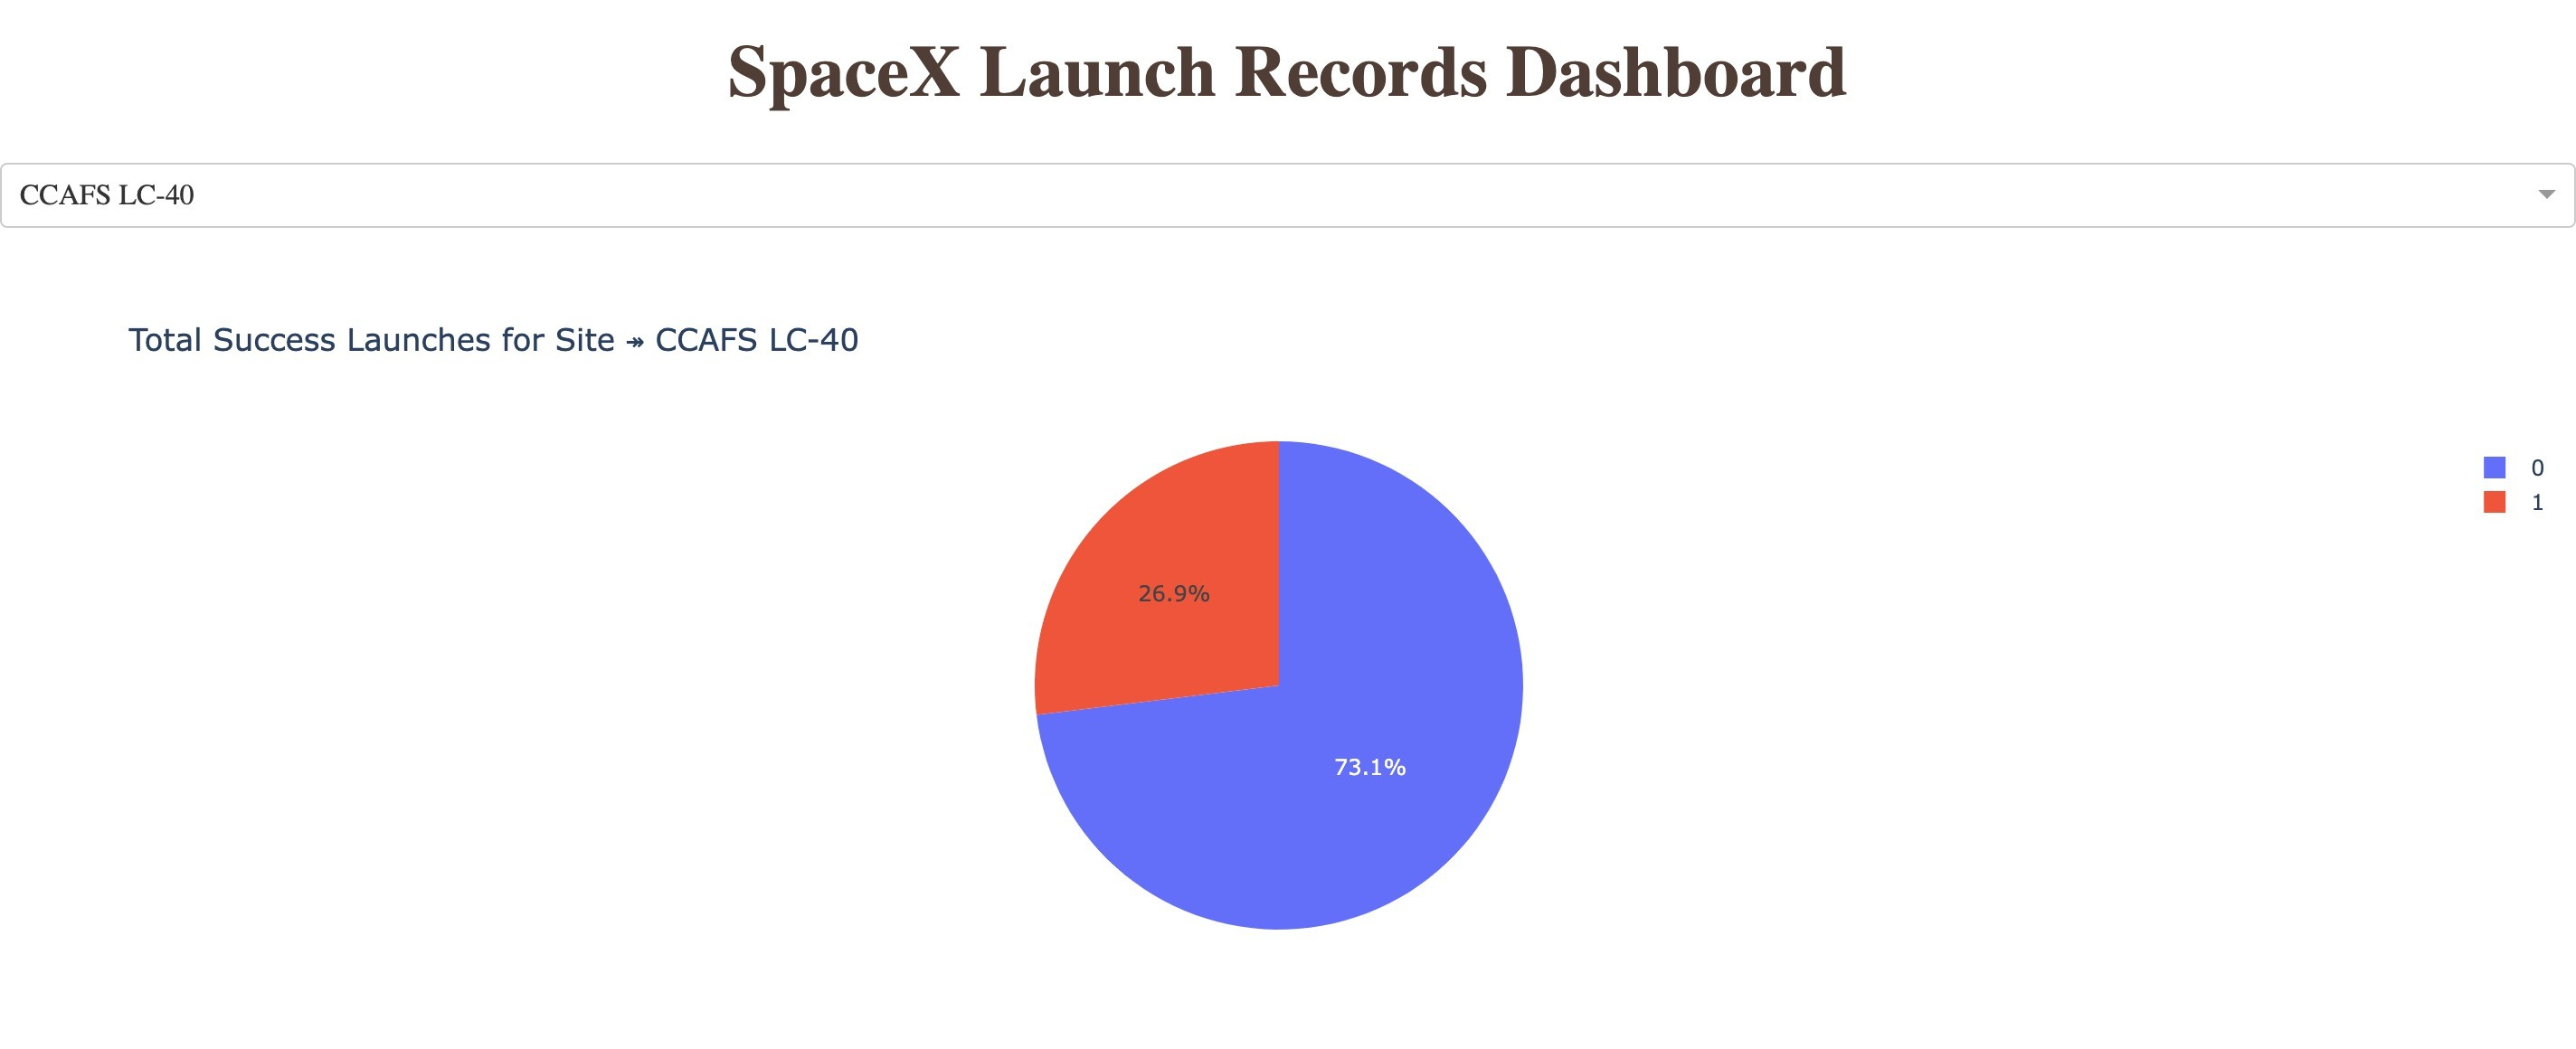 SpaceX Launch Records Dashboard
CCAFS LC-40
Total Success Launches for Site ↠ CCAFS LC-40
0
1
26.9%
73.1%